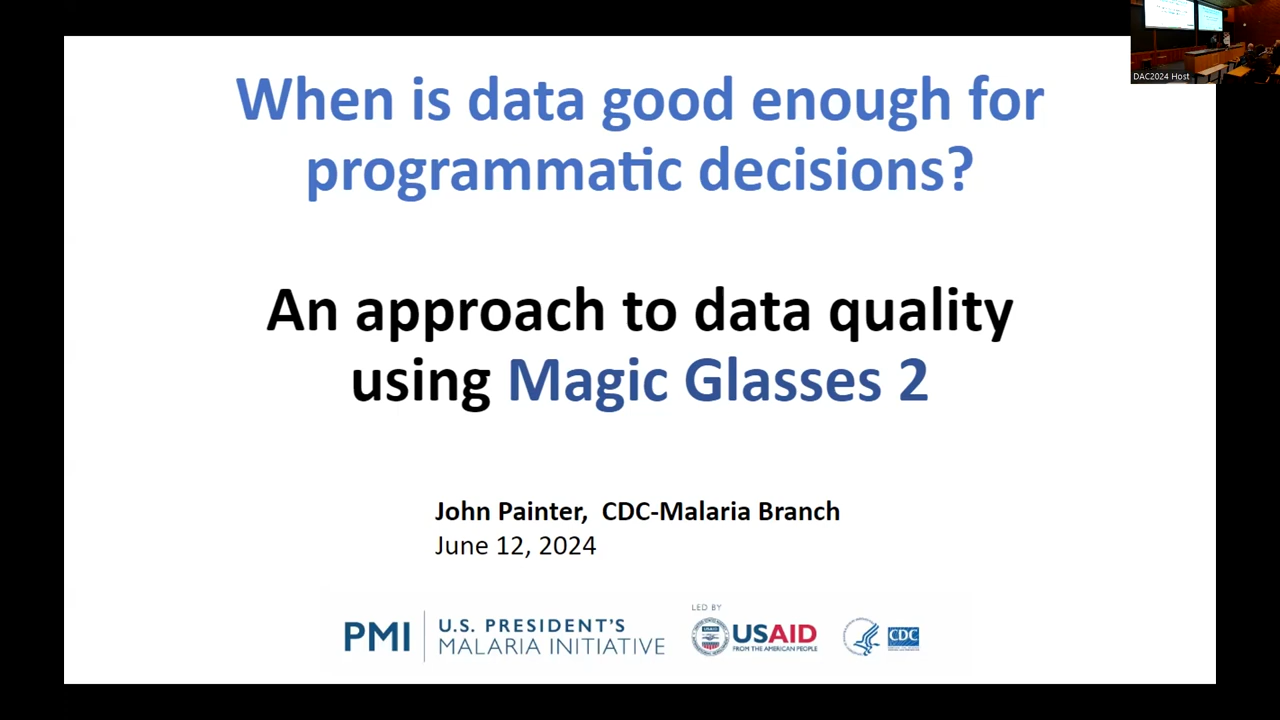 When is data good enough for
programmatic decisions?
An approach to data quality
using Magic Glasses 2
John Painter, CDC-Malaria Branch
June 12, 2024
PMI
U.S. PRESIDENT'S
MALARIA INITIATIVE
LED BY
USAID
FROM THE AMERICAN PEOPLE
CDC
DAC2024 Host